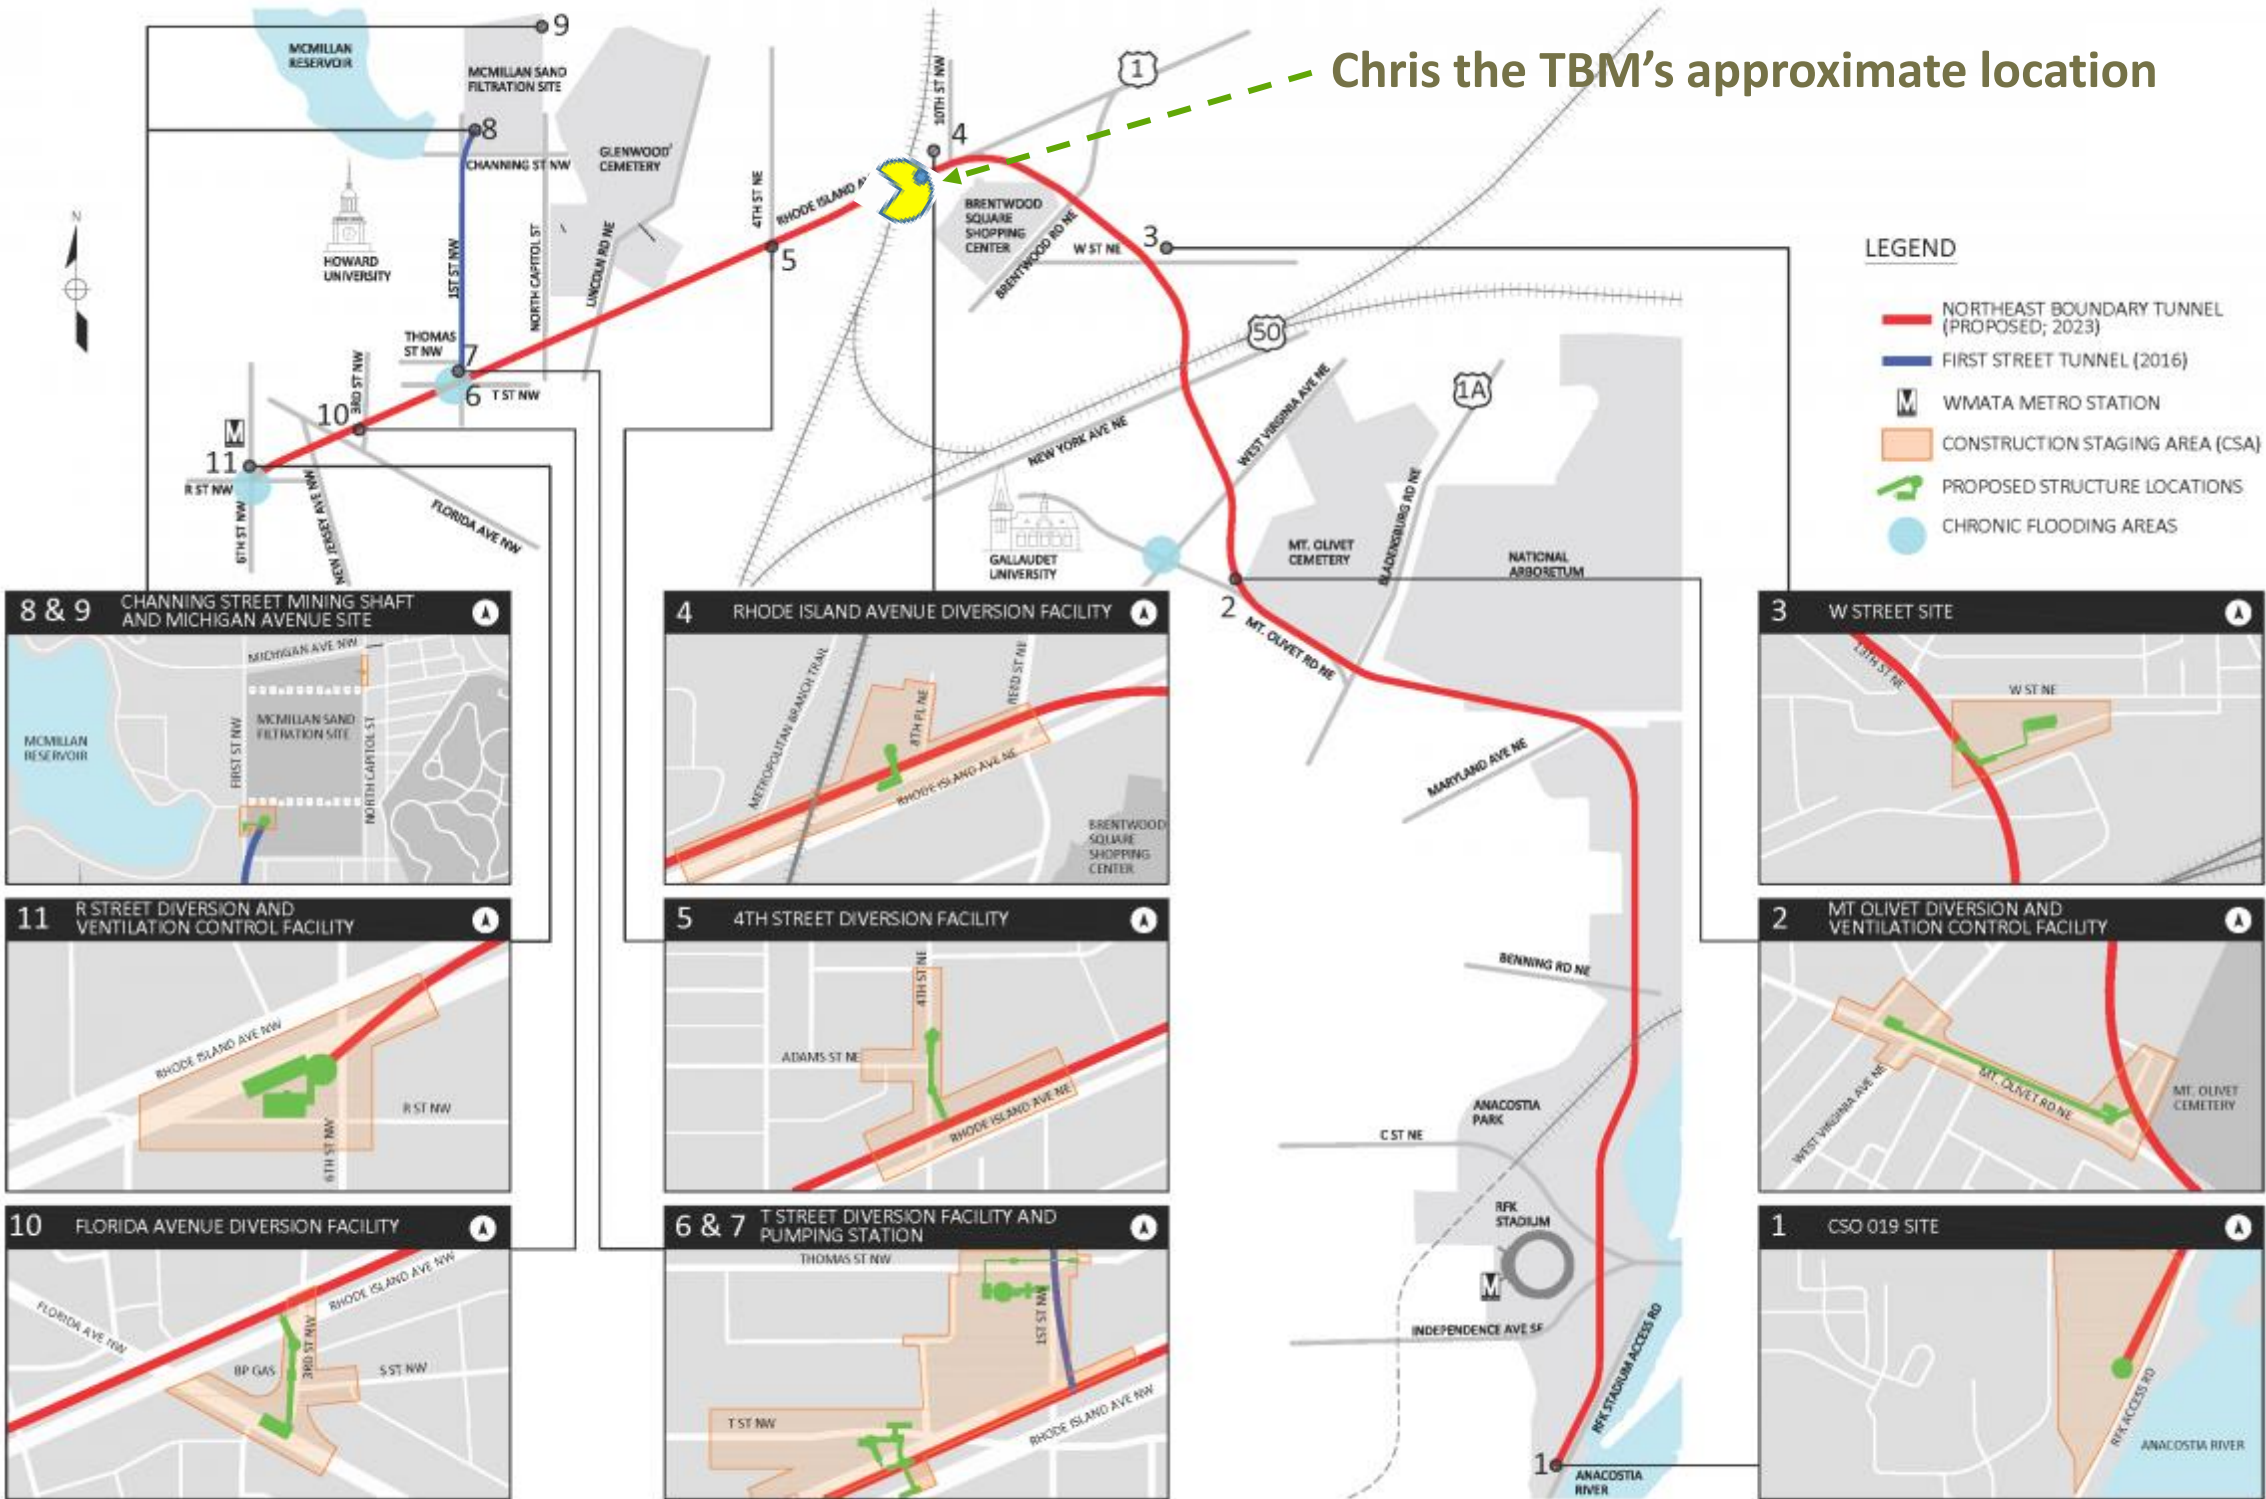 Chris the TBM's approximate location
9
MCMILLAN
RESERVOIR
MCMILLAN SAND
FILTRATION SITE
8
CHANNING ST NW
GLENWOOD
CEMETERY
HOWARD
UNIVERSITY
N
1ST ST NW
NORTH CAPITOL ST
LINCOLN RD NE
4TH ST NE
RHODE ISLAND A
5
10TH ST NW
4
1
BRENTWOOD
SQUARE
SHOPPING
CENTER
BRENTWOOD RD NE
W ST NE
3
THOMAS
ST NW
7
6
T ST NW
3RD ST NW
10
M
11
R ST NW
6TH ST NW
NEW JERSEY AVE NW
FLORIDA AVE NW
50
NEW YORK AVE NE
WEST VIRGINIA AVE NE
1A
BLADENSBURG RD NE
GALLAUDET
UNIVERSITY
MT. OLIVET
CEMETERY
NATIONAL
ARBORETUM
2
MT. OLIVET RD NE
MARYLAND AVE NE
BENNING RD NE
ANACOSTIA
PARK
C ST NE
RFK
STADIUM
M
INDEPENDENCE AVE SE
RFK STADIUM ACCESS RD
1
ANACOSTIA
RIVER
LEGEND
NORTHEAST BOUNDARY TUNNEL
(PROPOSED; 2023)
FIRST STREET TUNNEL (2016)
M WMATA METRO STATION
CONSTRUCTION STAGING AREA (CSA)
PROPOSED STRUCTURE LOCATIONS
CHRONIC FLOODING AREAS
8 & 9 CHANNING STREET MINING SHAFT
AND MICHIGAN AVENUE SITE
MICHIGAN AVE NW
MCMILLAN
RESERVOIR
FIRST ST NW
MCMILLAN SAND
FILTRATION SITE
NORTH CAPITOL ST
11 R STREET DIVERSION AND
VENTILATION CONTROL FACILITY
RHODE ISLAND AVE NW
R ST NW
6TH ST NW
10 FLORIDA AVENUE DIVERSION FACILITY
FLORIDA AVE NW
RHODE ISLAND AVE NW
BP GAS
3RD ST NW
S ST NW
4 RHODE ISLAND AVENUE DIVERSION FACILITY
METROPOLITAN BRANCH TRAIL
8TH PL NE
REED ST NE
RHODE ISLAND AVE NE
BRENTWOOD
SQUARE
SHOPPING
CENTER
5 4TH STREET DIVERSION FACILITY
4TH ST NE
ADAMS ST NE
RHODE ISLAND AVE NE
6 & 7 T STREET DIVERSION FACILITY AND
PUMPING STATION
THOMAS ST NW
1ST ST NW
T ST NW
RHODE ISLAND AVE NW
3 W STREET SITE
13TH ST NE
W ST NE
2 MT OLIVET DIVERSION AND
VENTILATION CONTROL FACILITY
WEST VIRGINIA AVE NE
MT. OLIVET RD NE
MT. OLIVET
CEMETERY
1 CSO 019 SITE
RFK ACCESS RD
ANACOSTIA RIVER